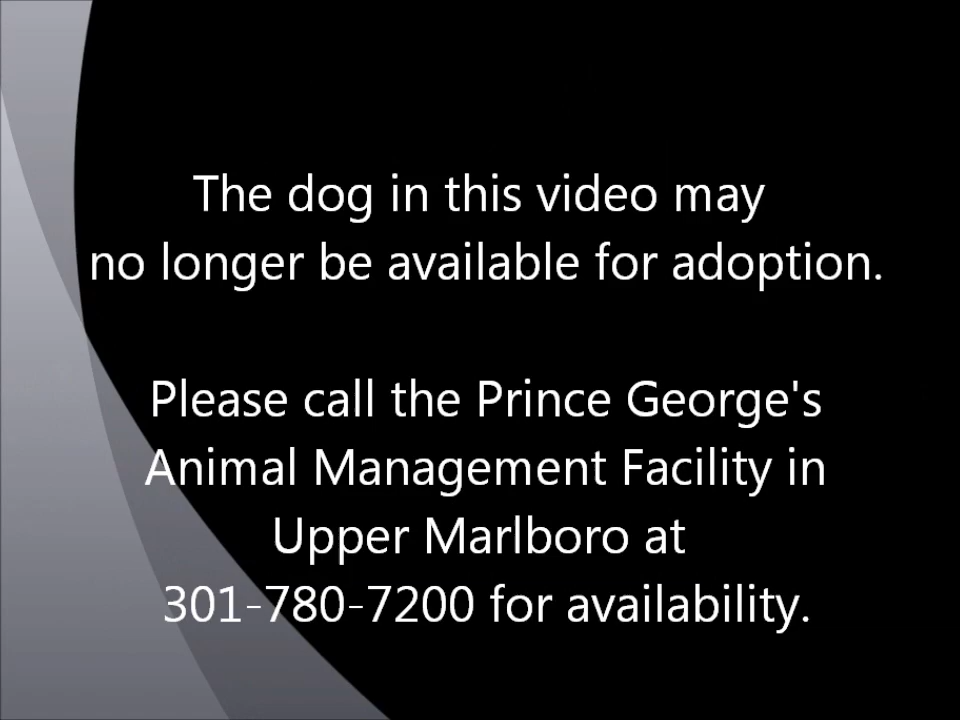 The dog in this video may
no longer be available for adoption.
Please call the Prince George's
Animal Management Facility in
Upper Marlboro at
301-780-7200 for availability.